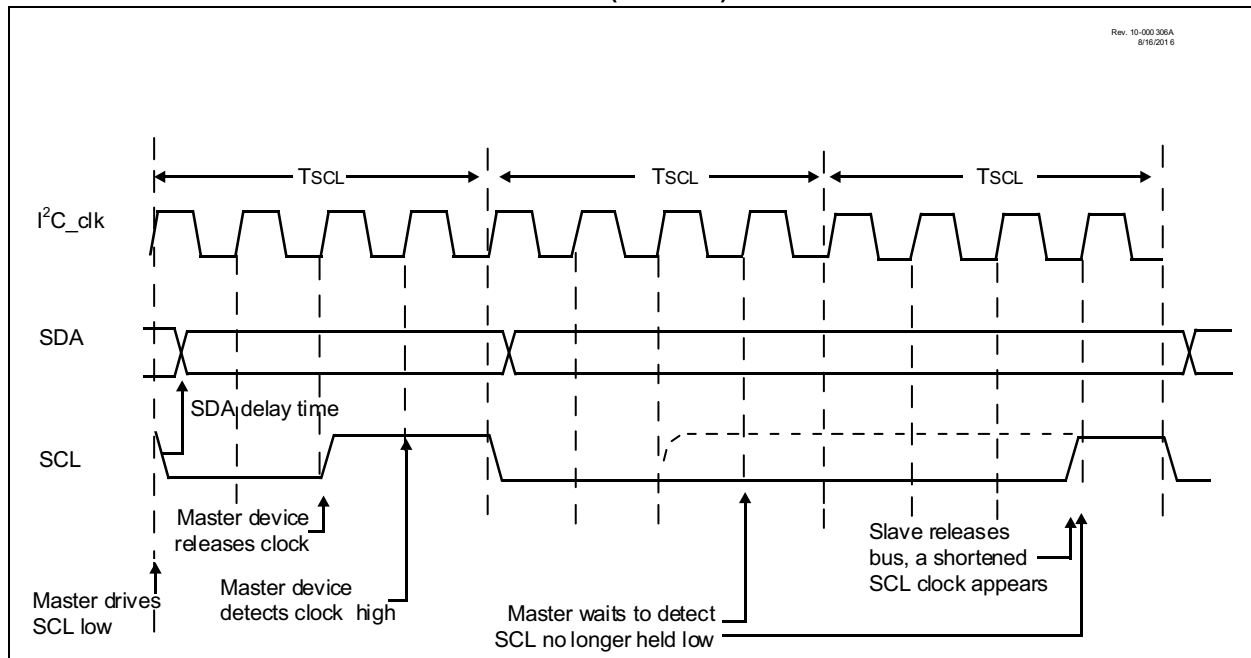 Rev. 10-000 306A
8/16/201 6
TSCL
TSCL
TSCL
I²C_clk
SDA
SDA delay time
SCL
Master device
releases clock
Slave releases
bus, a shortened
SCL clock appears
Master device
detects clock high
Master drives
SCL low
Master waits to detect
SCL no longer held low